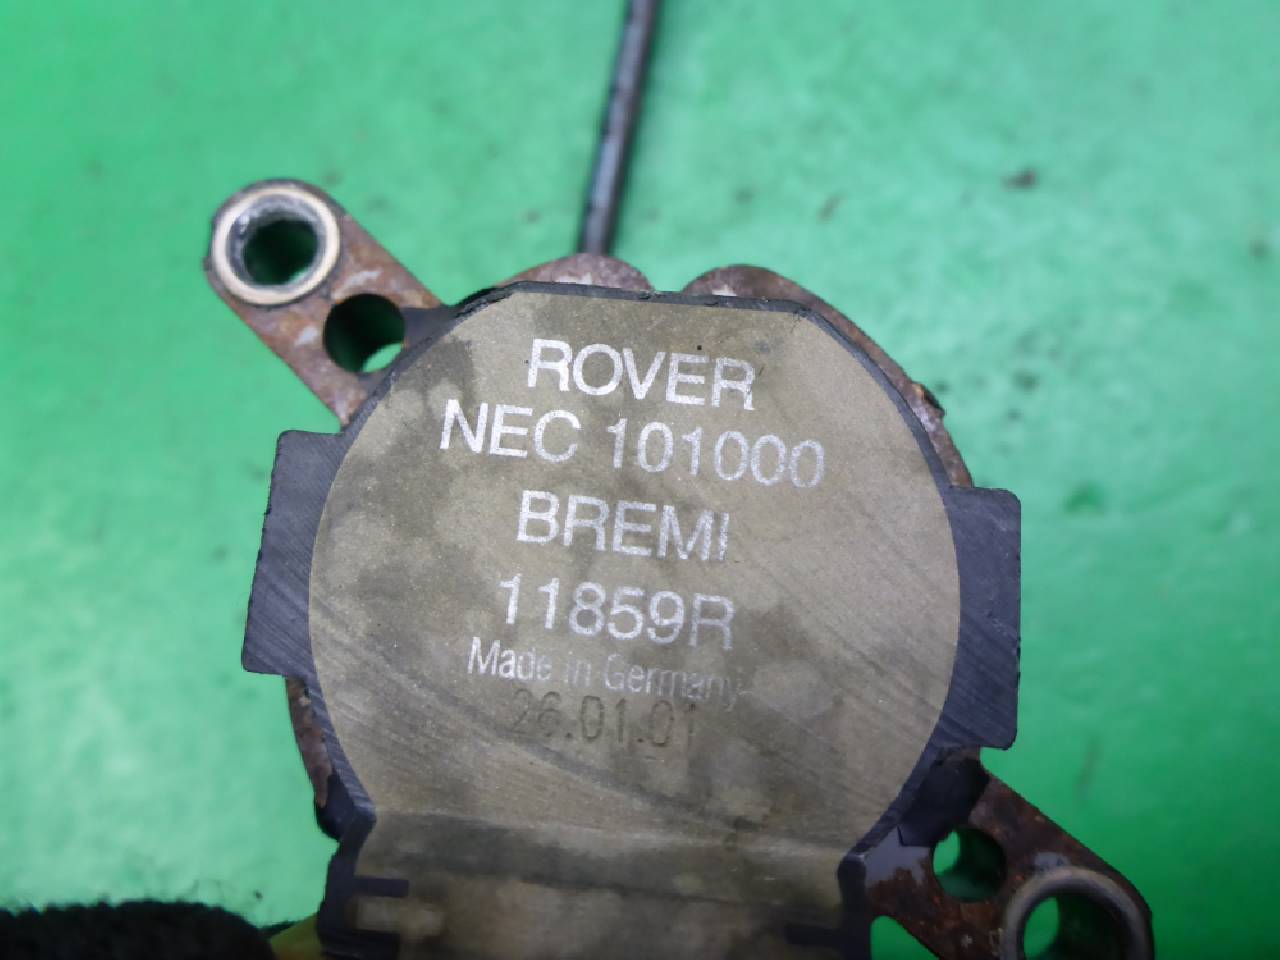 ROVER
NEC 101000
BREMI
11859R
Made in Germany
26.01.01